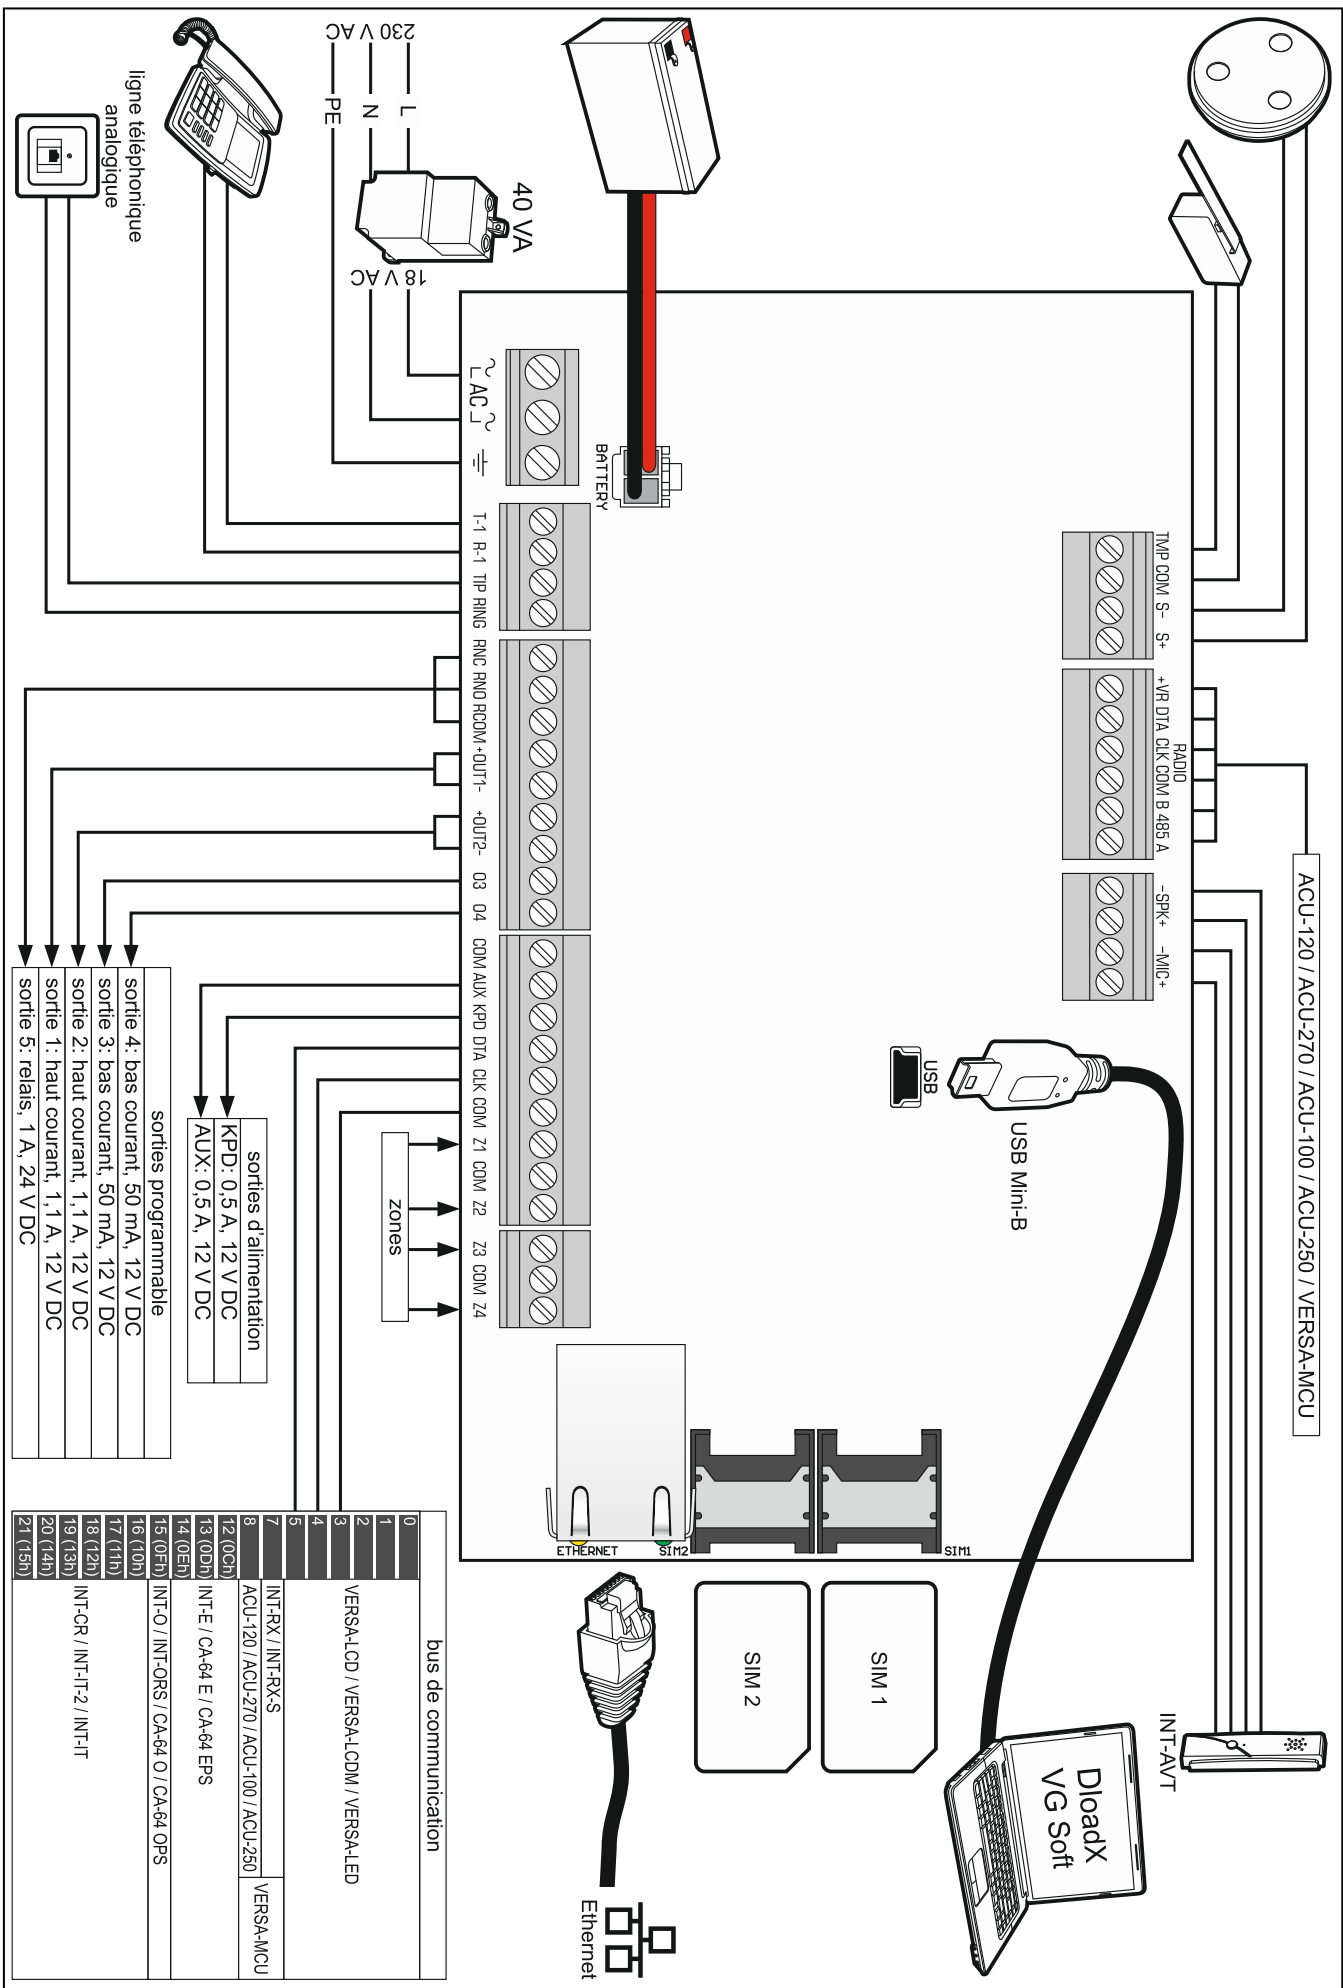 230 V AC
L
N
PE
40 VA
18 V AC
ligne téléphonique
analogique
BATTERY
AC
T-1 R-1 TIP RING
RNC RNO RCOM +OUT1- +OUT2- O3 O4
COM AUX KPD DTA CLK COM Z1 COM Z2
Z3 COM Z4
TMP COM S- S+
RADIO
+VR DTA CLK COM B 485 A
-SPK+ -MIC+
ACU-120 / ACU-270 / ACU-100 / ACU-250 / VERSA-MCU
USB
USB Mini-B
INT-AVT
DloadX
VG Soft
SIM1
SIM2
ETHERNET
SIM 1
SIM 2
Ethernet
zones
sorties d'alimentation
KPD: 0,5 A, 12 V DC
AUX: 0,5 A, 12 V DC
sorties programmable
sortie 4: bas courant, 50 mA, 12 V DC
sortie 3: bas courant, 50 mA, 12 V DC
sortie 2: haut courant, 1,1 A, 12 V DC
sortie 1: haut courant, 1,1 A, 12 V DC
sortie 5: relais, 1 A, 24 V DC
bus de communication
0
1
2
3
4
5
VERSA-LCD / VERSA-LCDM / VERSA-LED
7
INT-RX / INT-RX-S
8
ACU-120 / ACU-270 / ACU-100 / ACU-250
VERSA-MCU
12 (0Ch)
13 (0Dh)
14 (0Eh)
INT-E / CA-64 E / CA-64 EPS
15 (0Fh)
INT-O / INT-ORS / CA-64 O / CA-64 OPS
16 (10h)
17 (11h)
18 (12h)
19 (13h)
20 (14h)
21 (15h)
INT-CR / INT-IT-2 / INT-IT